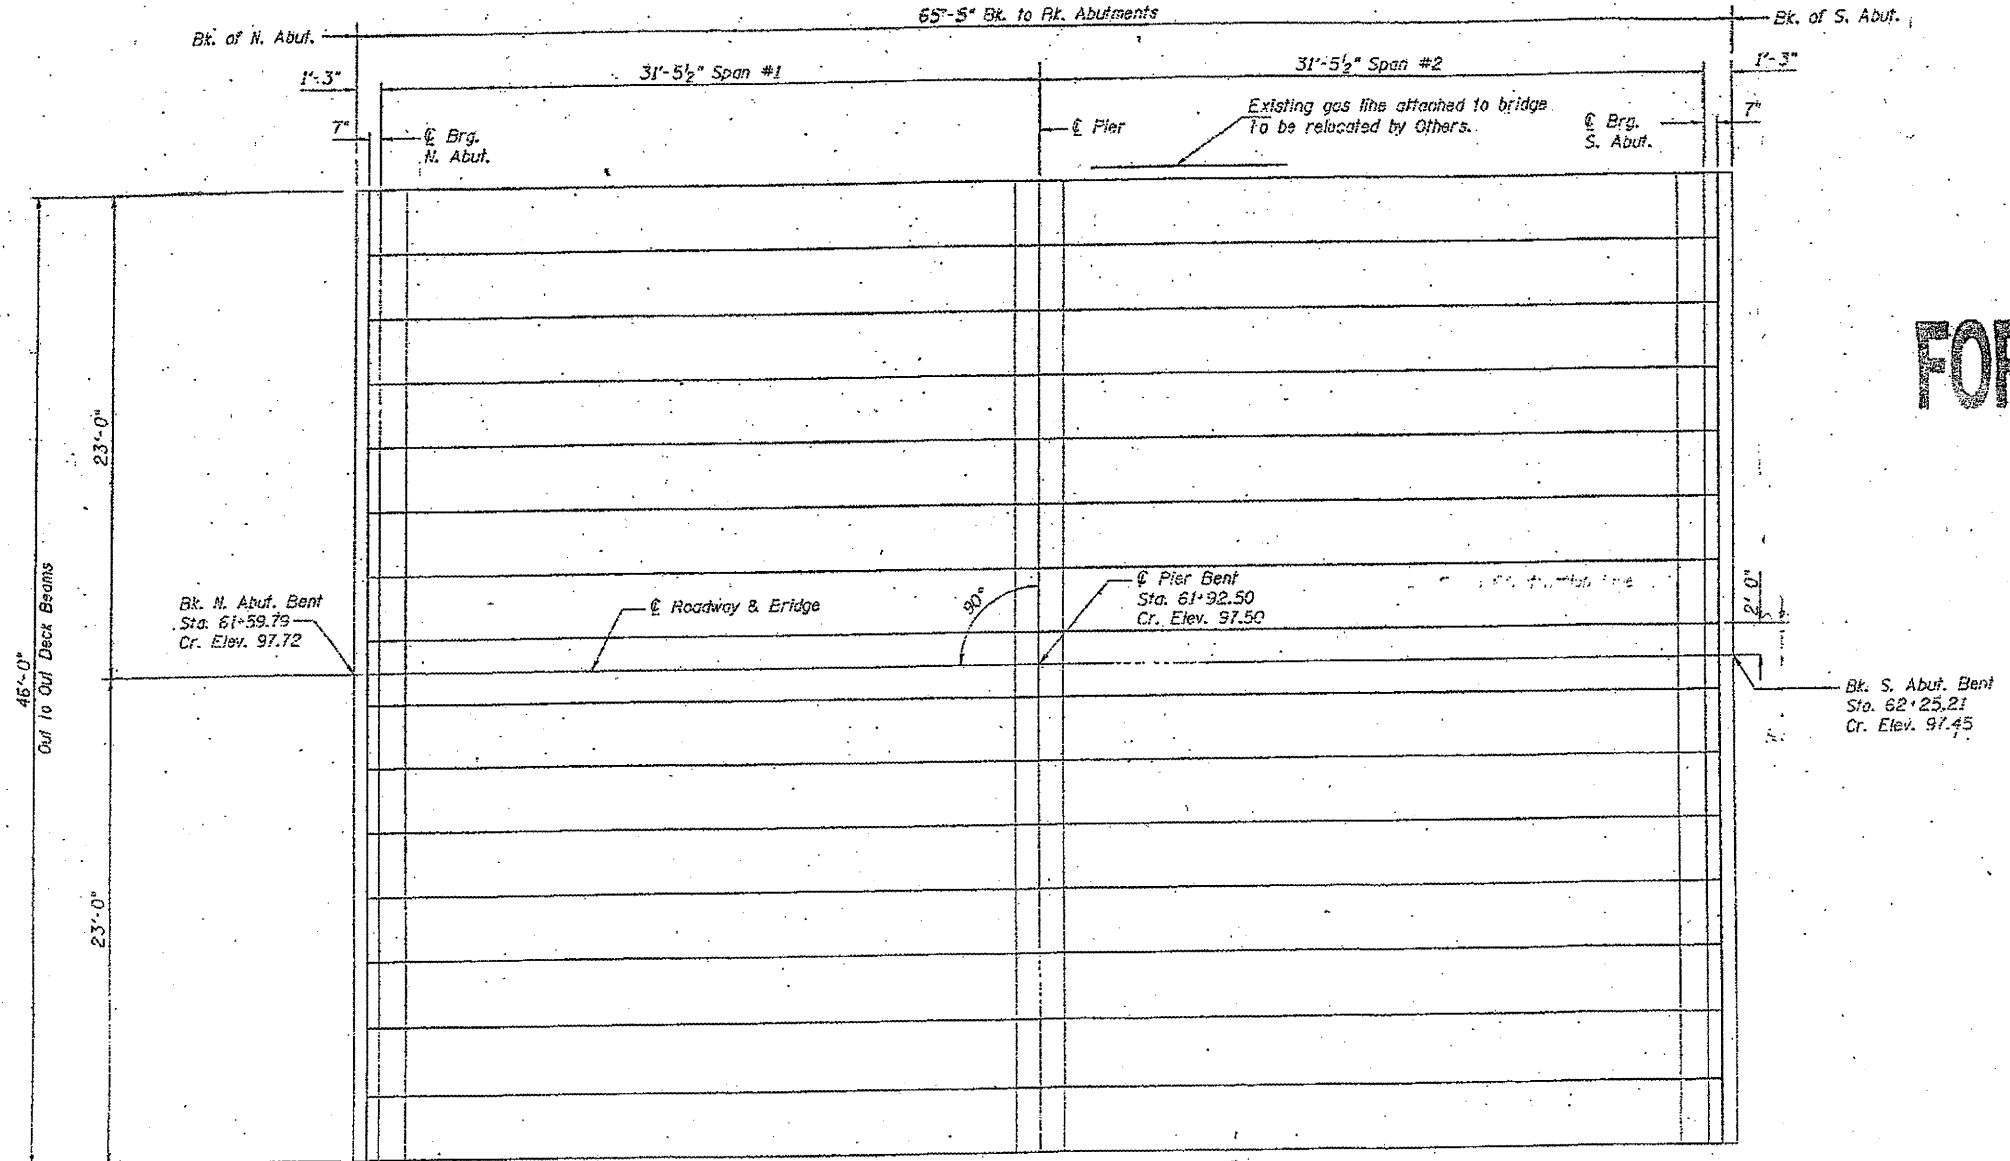 65'-5" Bk. to Bk. Abutments
Bk. of N. Abut.
Bk. of S. Abut.
1'-3"
31'-5½" Span #1
31'-5½" Span #2
1'-3"
7"
℄ Brg.
N. Abut.
℄ Pier
Existing gas line attached to bridge
To be relocated by Others.
℄ Brg.
S. Abut.
7"
FOR
23'-0"
46'-0"
Out to Out Deck Beams
Bk. N. Abut. Bent
Sta. 61+59.79
Cr. Elev. 97.72
℄ Roadway & Bridge
90°
℄ Pier Bent
Sta. 61+92.50
Cr. Elev. 97.50
2'-0"
Bk. S. Abut. Bent
Sta. 62+25.21
Cr. Elev. 97.45
23'-0"